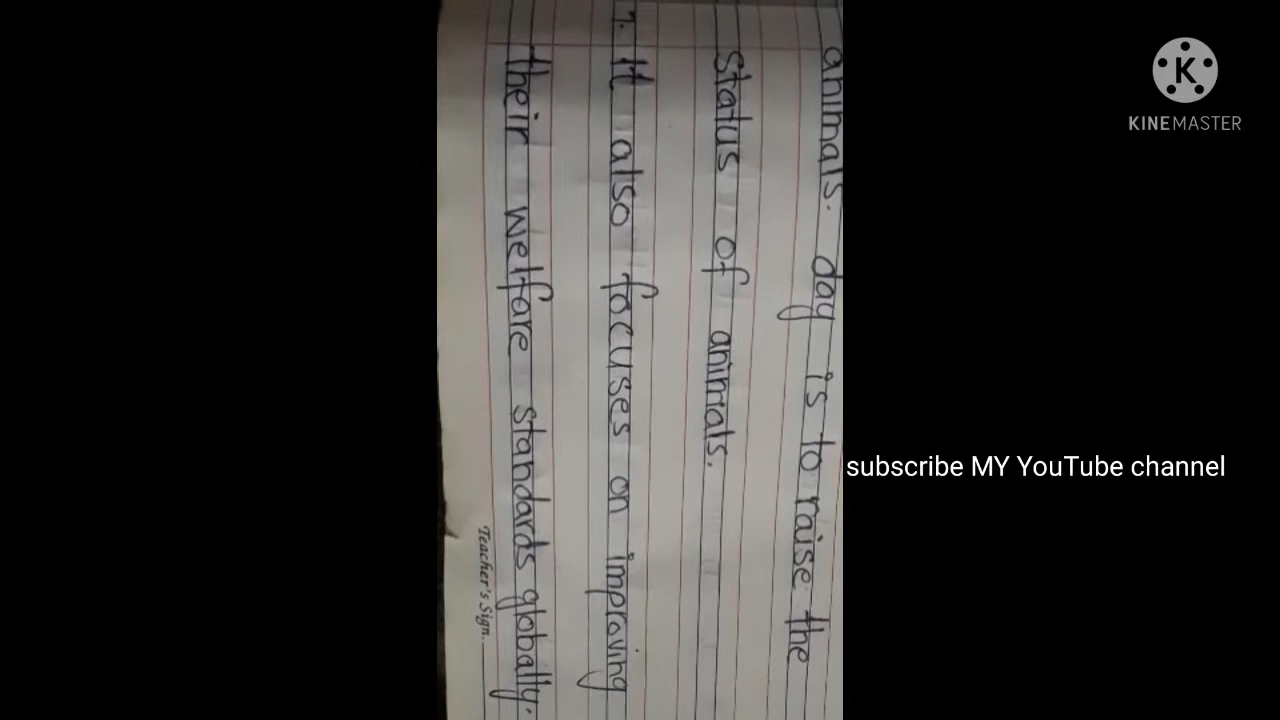 animals. day is to raise the
status of animals.
7. It also focuses on improving
their welfare standards globally.
Teacher's Sign.
K
KINEMASTER
subscribe MY YouTube channel